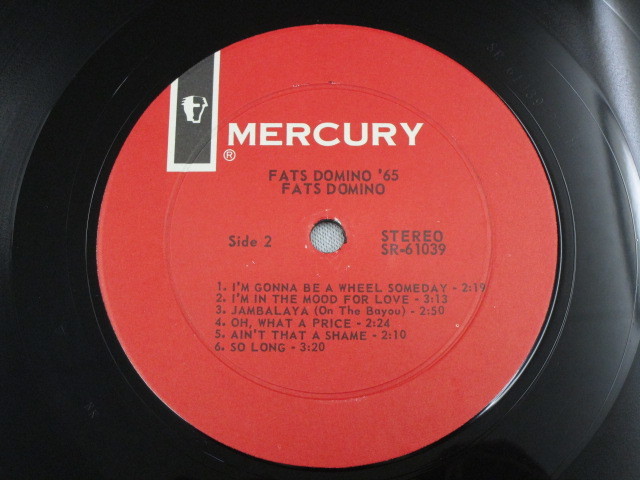 MERCURY
®
FATS DOMINO '65
FATS DOMINO
Side 2
STEREO
SR-61039
1. I'M GONNA BE A WHEEL SOMEDAY - 2:19
2. I'M IN THE MOOD FOR LOVE - 3:13
3. JAMBALAYA (On The Bayou) - 2:50
4. OH, WHAT A PRICE - 2:24
5. AIN'T THAT A SHAME - 2:10
6. SO LONG - 3:20